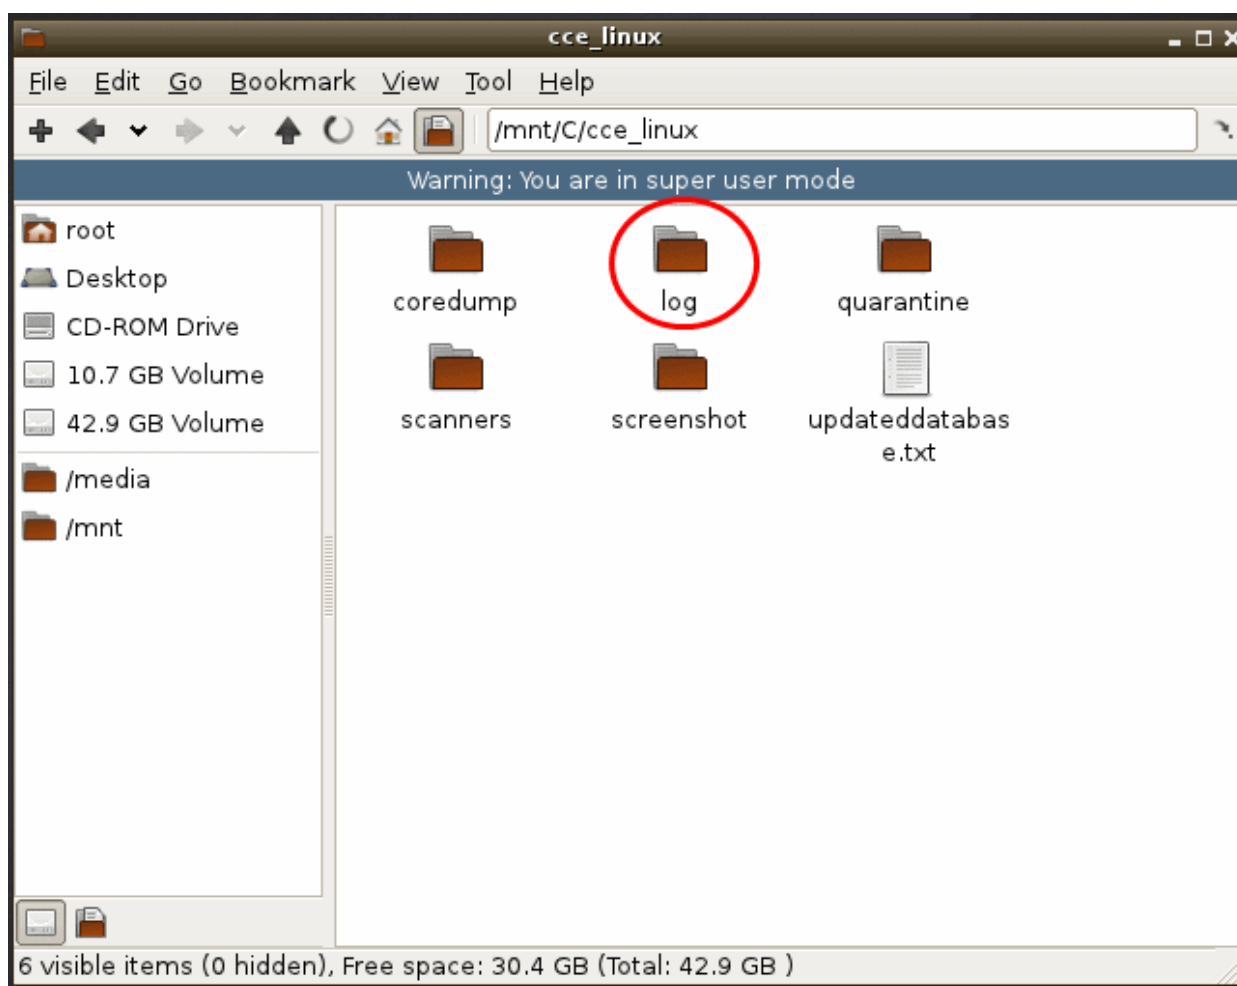 cce_linux
File Edit Go Bookmark View Tool Help
/mnt/C/cce_linux
Warning: You are in super user mode
root
Desktop
CD-ROM Drive
10.7 GB Volume
42.9 GB Volume
/media
/mnt
coredump log quarantine
scanners screenshot updateddatabas
e.txt
6 visible items (0 hidden), Free space: 30.4 GB (Total: 42.9 GB )